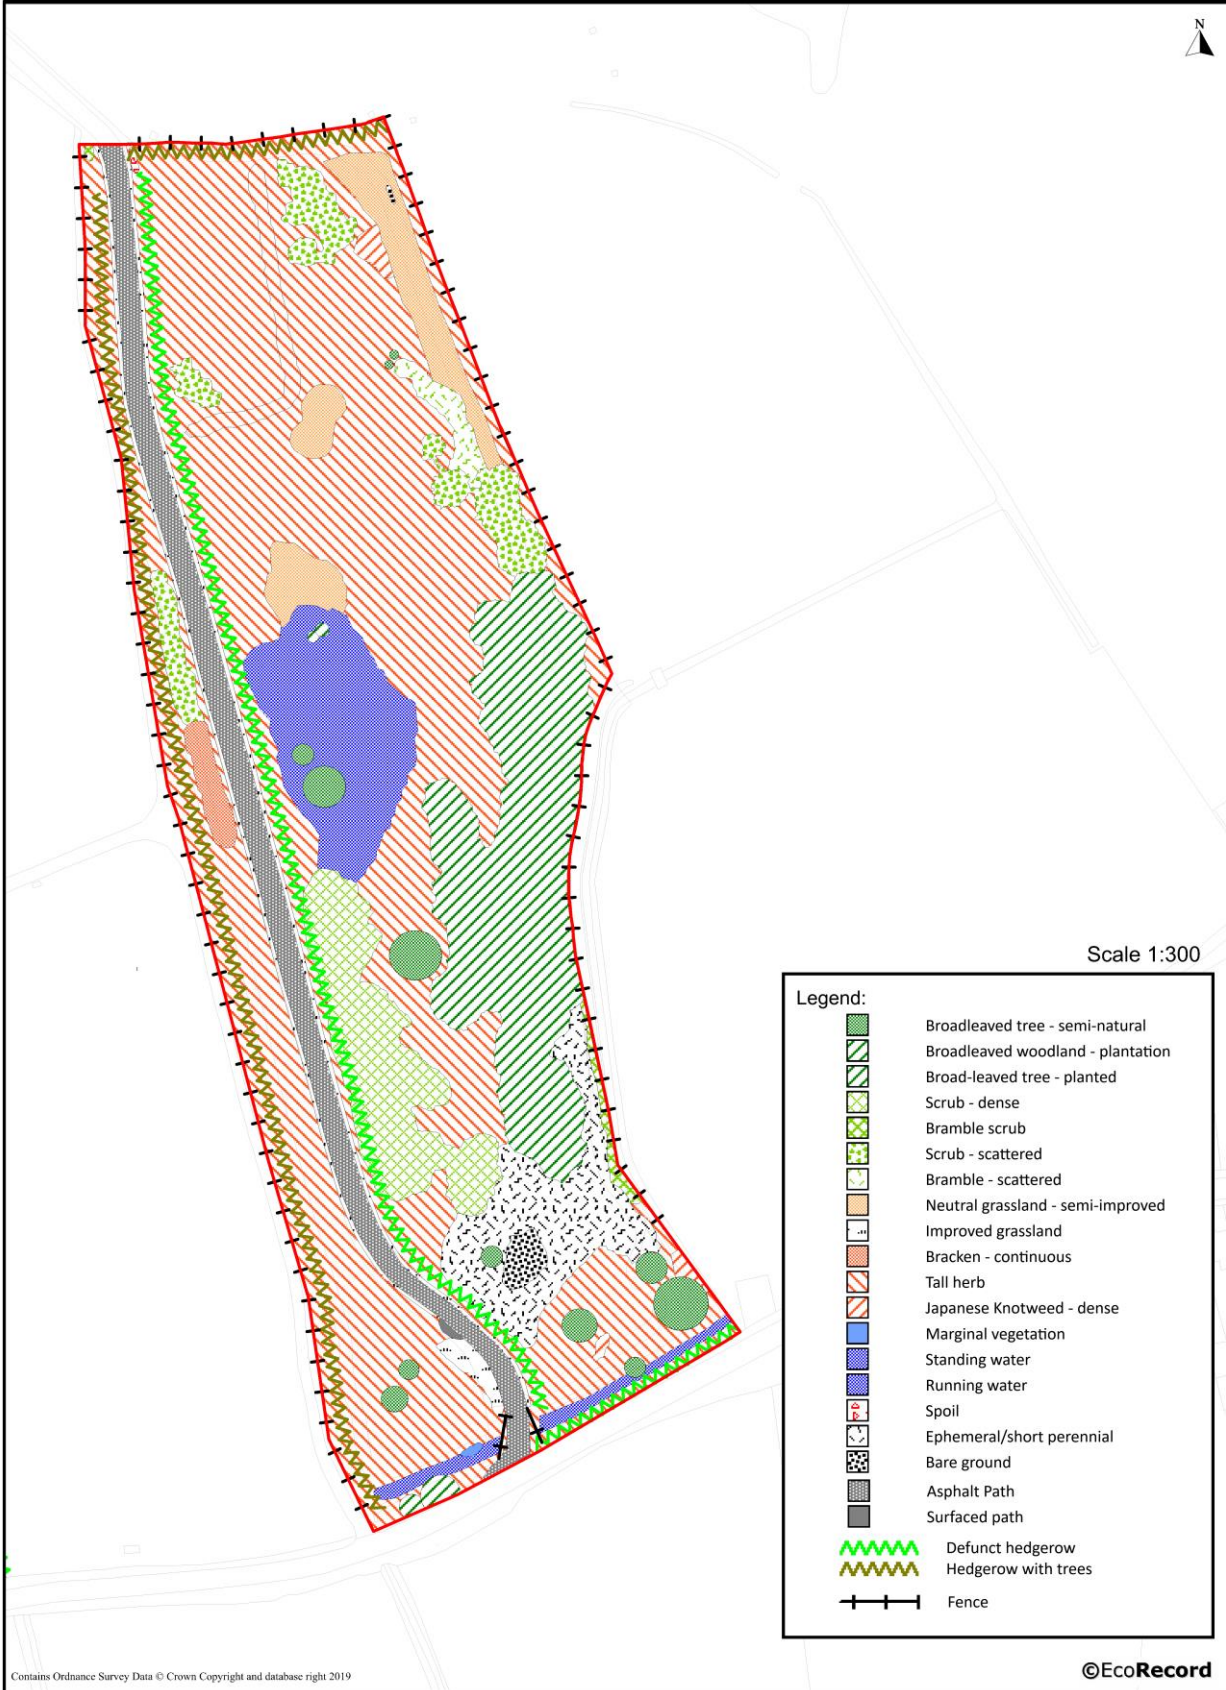 N
Scale 1:300
Legend:
Broadleaved tree - semi-natural
Broadleaved woodland - plantation
Broad-leaved tree - planted
Scrub - dense
Bramble scrub
Scrub - scattered
Bramble - scattered
Neutral grassland - semi-improved
Improved grassland
Bracken - continuous
Tall herb
Japanese Knotweed - dense
Marginal vegetation
Standing water
Running water
Spoil
Ephemeral/short perennial
Bare ground
Asphalt Path
Surfaced path
Defunct hedgerow
Hedgerow with trees
Fence
Contains Ordnance Survey Data © Crown Copyright and database right 2019
©EcoRecord